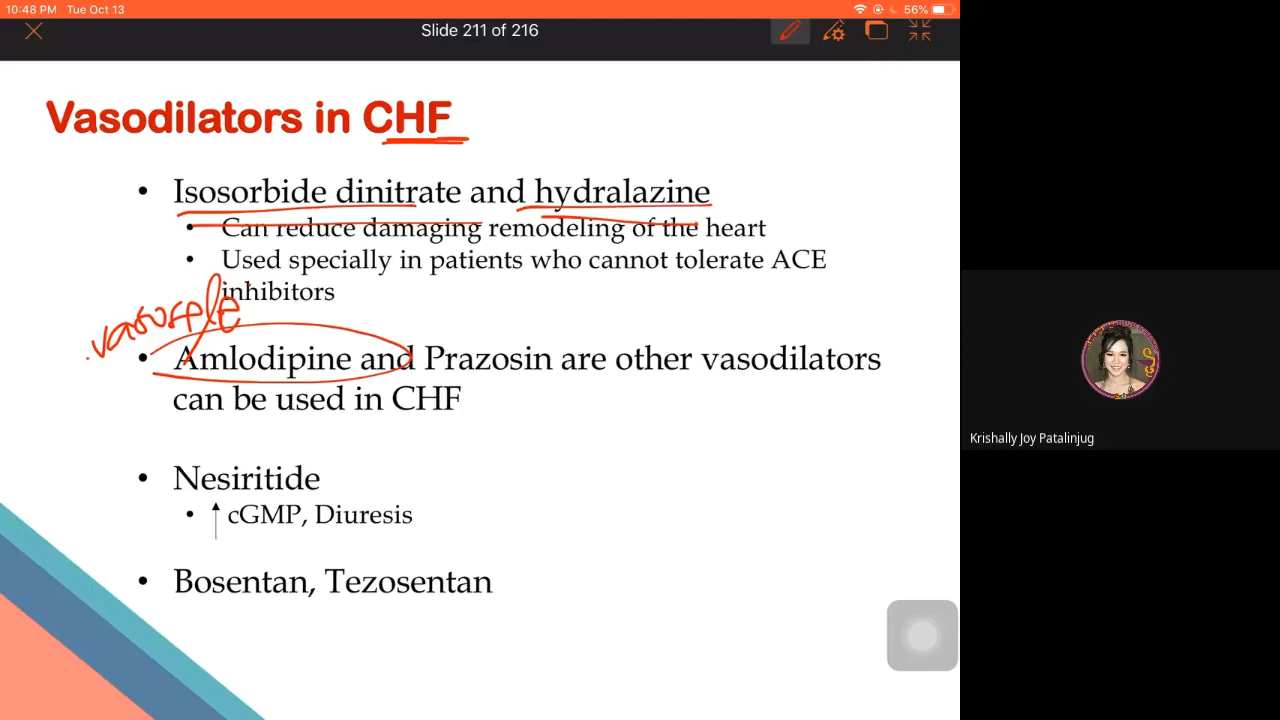 10:48 PM Tue Oct 13
56%
Slide 211 of 216
Vasodilators in CHF
• Isosorbide dinitrate and hydralazine
• Can reduce damaging remodeling of the heart
• Used specially in patients who cannot tolerate ACE
inhibitors
• Amlodipine and Prazosin are other vasodilators
can be used in CHF
• Nesiritide
• ↑ cGMP, Diuresis
• Bosentan, Tezosentan
Krishally Joy Patalinjug